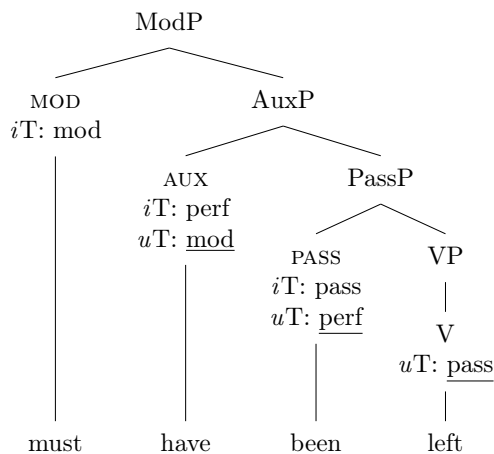 ModP
MOD AuxP
iT: mod
AUX PassP
iT: perf
uT: mod
PASS VP
iT: pass
uT: perf
V
uT: pass
must have been left